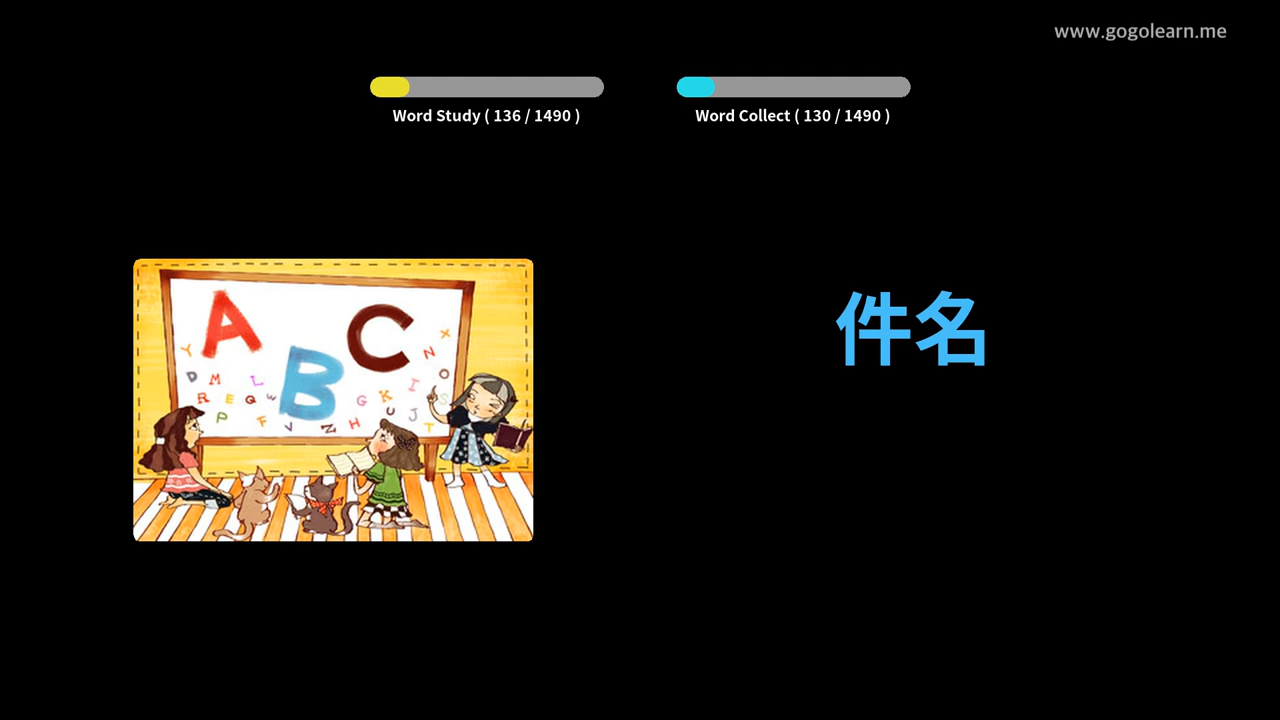 www.gogolearn.me
Word Study ( 136 / 1490 )
Word Collect ( 130 / 1490 )
件名
A
B
C
Y
X
N
D
M
L
O
I
R
E
Q
W
G
K
S
P
F
V
Z
H
U
J
T